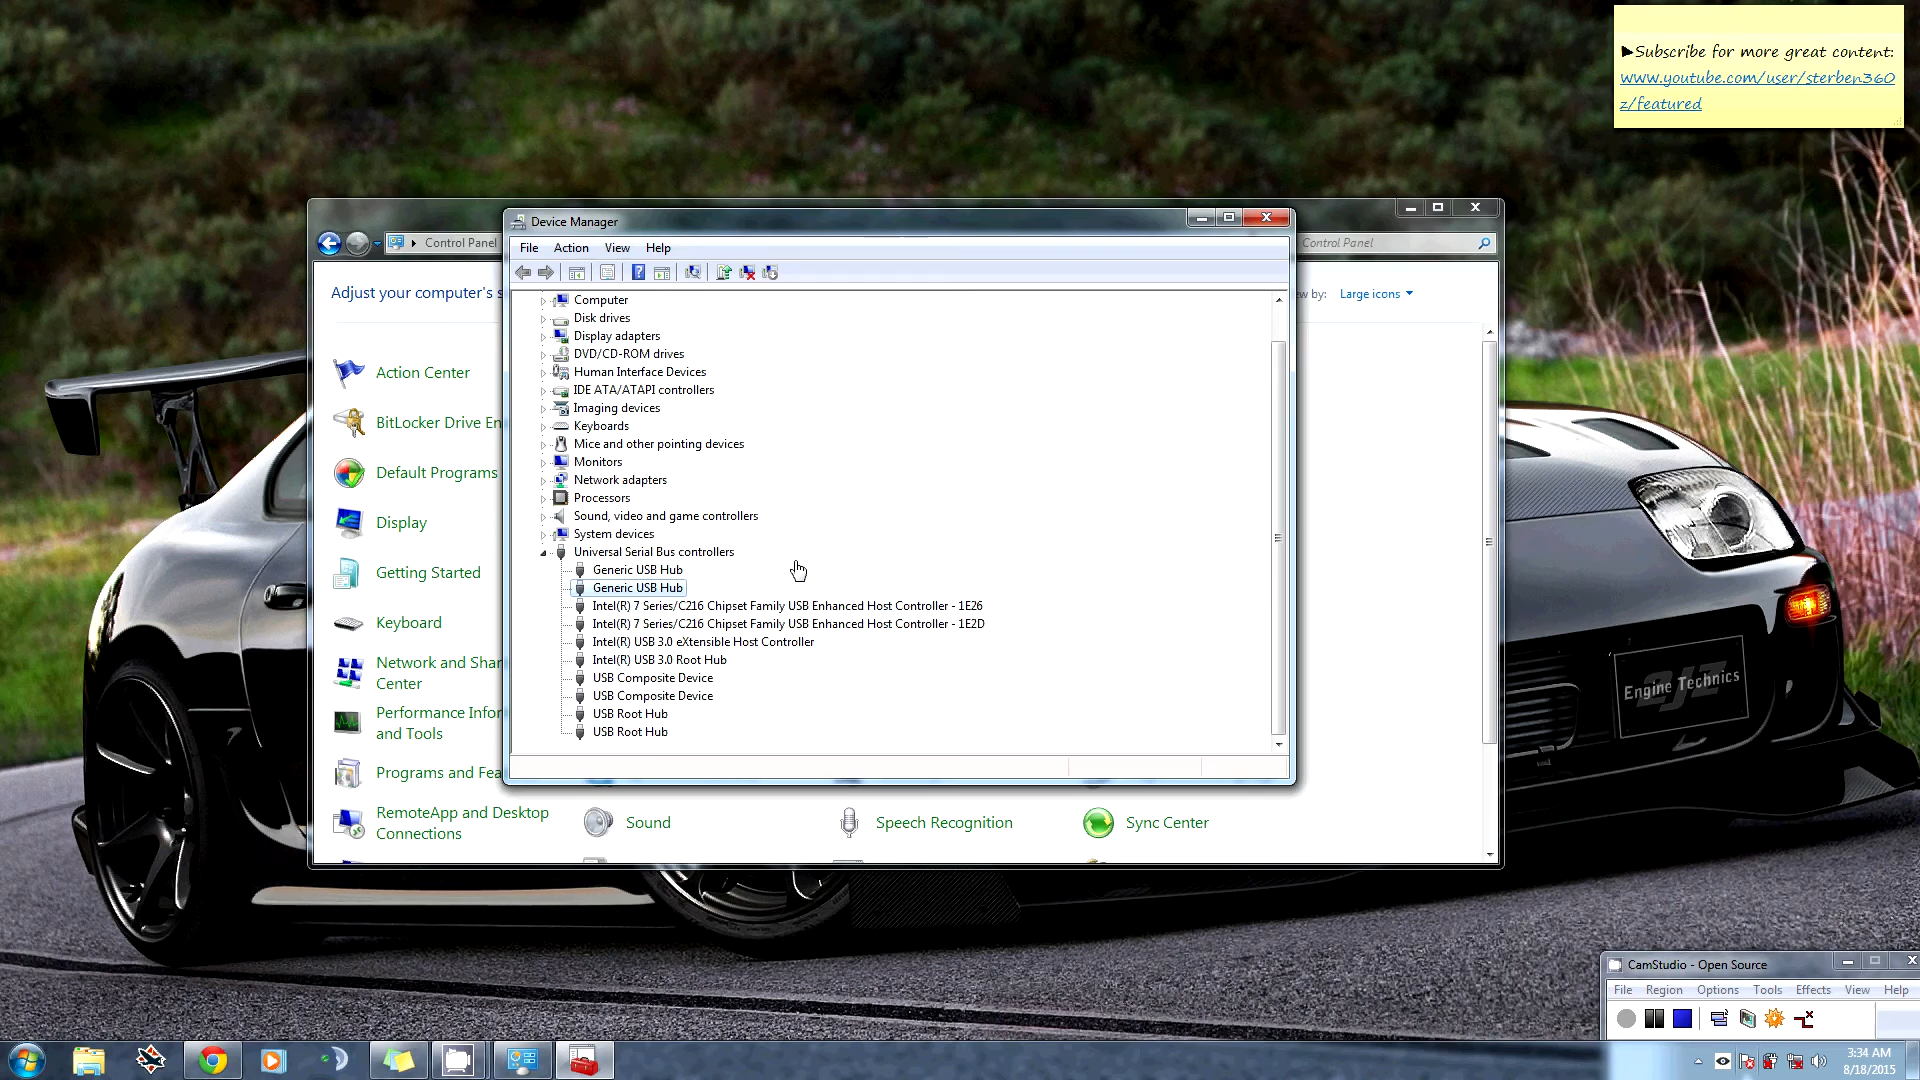 ►Subscribe for more great content:
www.youtube.com/user/sterben360
z/featured
Control Panel
Control Panel
Adjust your computer's s
ew by: Large icons
Action Center
BitLocker Drive En
Default Programs
Display
Getting Started
Keyboard
Network and Shar
Center
Performance Infor
and Tools
Programs and Fea
RemoteApp and Desktop
Connections
Sound
Speech Recognition
Sync Center
Device Manager
File Action View Help
Computer
Disk drives
Display adapters
DVD/CD-ROM drives
Human Interface Devices
IDE ATA/ATAPI controllers
Imaging devices
Keyboards
Mice and other pointing devices
Monitors
Network adapters
Processors
Sound, video and game controllers
System devices
Universal Serial Bus controllers
Generic USB Hub
Generic USB Hub
Intel(R) 7 Series/C216 Chipset Family USB Enhanced Host Controller - 1E26
Intel(R) 7 Series/C216 Chipset Family USB Enhanced Host Controller - 1E2D
Intel(R) USB 3.0 eXtensible Host Controller
Intel(R) USB 3.0 Root Hub
USB Composite Device
USB Composite Device
USB Root Hub
USB Root Hub
2JZ
Engine Technics
CamStudio - Open Source
File Region Options Tools Effects View Help
3:34 AM
8/18/2015